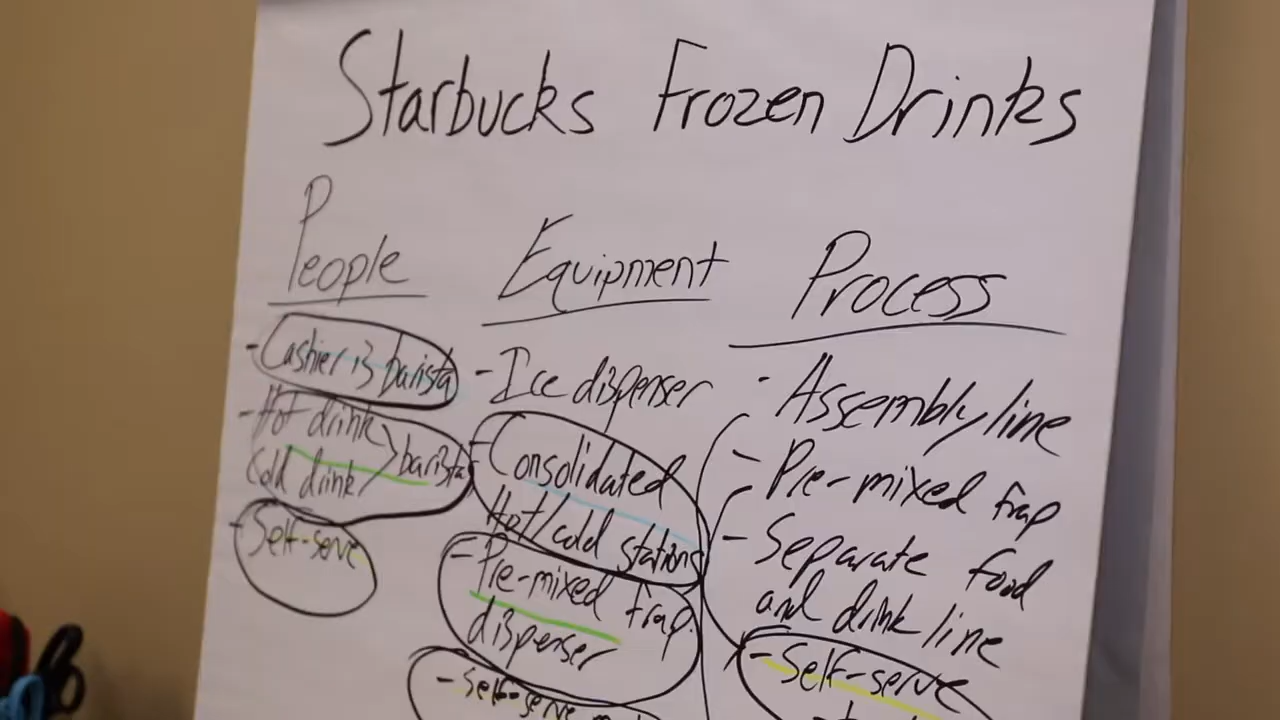 Starbucks Frozen Drinks
People
- Cashier is barista
- Hot drink
cold drink > barista
- Self-serve
Equipment
- Ice dispenser
- Consolidated
Hot/cold stations
- Pre-mixed frap.
dispenser
- Self-serve
Process
- Assembly line
- Pre-mixed frap
- Separate food
and drink line
- Self-serve